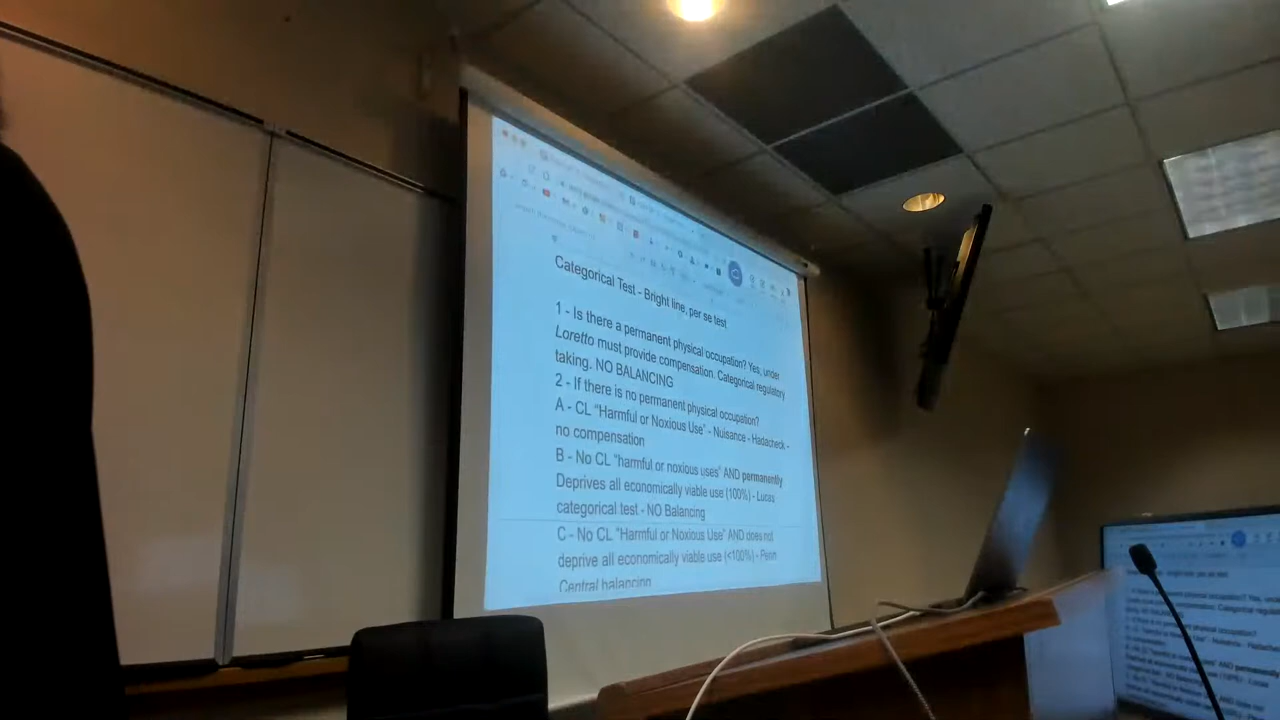 Categorical Test - Bright line, per se test
1 - Is there a permanent physical occupation? Yes, under
Loretto must provide compensation. Categorical regulatory
taking. NO BALANCING
2 - If there is no permanent physical occupation?
A - CL "Harmful or Noxious Use" - Nuisance - Hadacheck -
no compensation
B - No CL "harmful or noxious uses" AND permanently
Deprives all economically viable use (100%) - Lucas
categorical test - NO Balancing
C - No CL "Harmful or Noxious Use" AND does not
deprive all economically viable use (<100%) - Penn
Central balancing